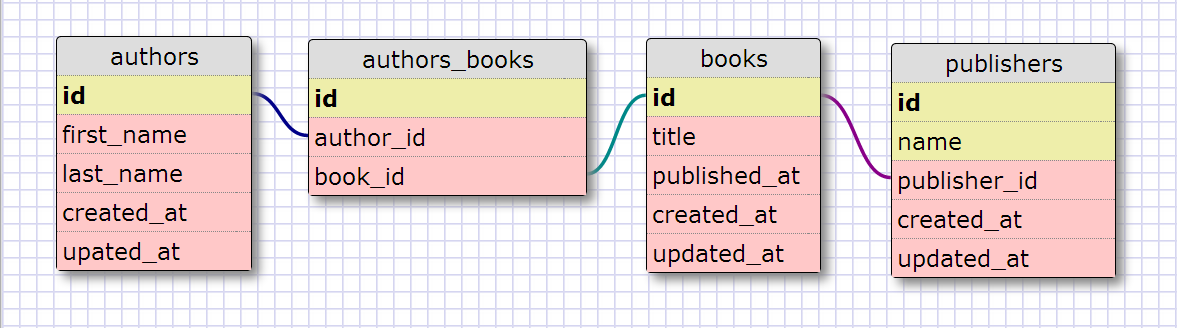 authors
id
first_name
last_name
created_at
upated_at
authors_books
id
author_id
book_id
books
id
title
published_at
created_at
updated_at
publishers
id
name
publisher_id
created_at
updated_at